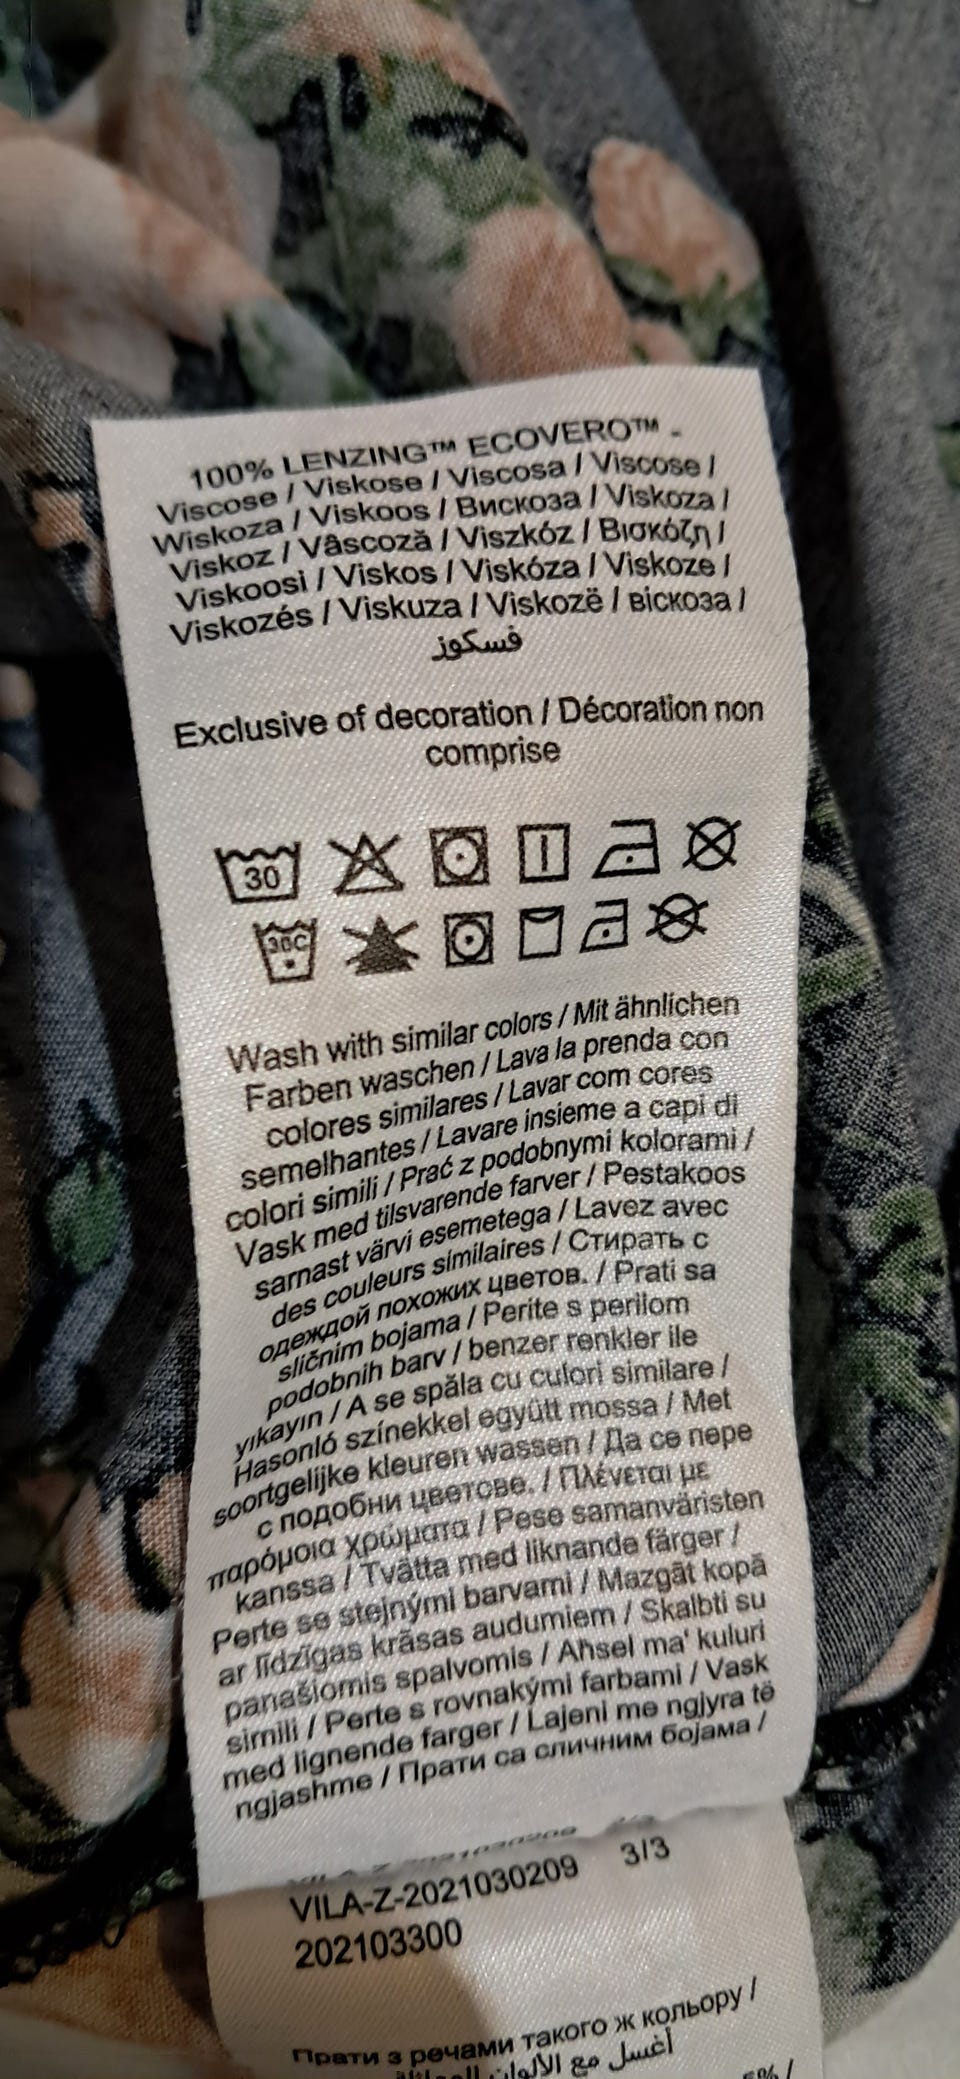 100% LENZING™ ECOVERO™ -
Viscose / Viskose / Viscosa / Viscose /
Wiskoza / Viskoos / Вискоза / Viskoza /
Viskoz / Vâscoză / Viszkóz / Βισκόζη /
Viskoosi / Viskos / Viskóza / Viskoze /
Viskozés / Viskuza / Viskozë / віскоза /
فسكوز
Exclusive of decoration / Décoration non
comprise
30
30C
Wash with similar colors / Mit ähnlichen
Farben waschen / Lava la prenda con
colores similares / Lavar com cores
semelhantes / Lavare insieme a capi di
colori simili / Prać z podobnymi kolorami /
Vask med tilsvarende farver / Pestakoos
sarnast värvi esemetega / Lavez avec
des couleurs similaires / Стирать с
одеждой похожих цветов. / Prati sa
sličnim bojama / Perite s perilom
podobnih barv / benzer renkler ile
yıkayın / A se spăla cu culori similare /
Hasonló színekkel együtt mossa / Met
soortgelijke kleuren wassen / Да се пере
с подобни цветове. / Πλένεται με
παρόμοια χρώματα / Pese samanväristen
kanssa / Tvätta med liknande färger /
Perte se stejnými barvami / Mazgāt kopā
ar līdzīgas krāsas audumiem / Skalbti su
panašiomis spalvomis / Aħsel ma' kuluri
simili / Perte s rovnakými farbami / Vask
med lignende farger / Lajeni me ngjyra të
ngjashme / Прати са сличним бојама /
VILA-Z-2021030209 3/3
202103300
Прати з речами такого ж кольору /
أغسل مع الألوان
5% /